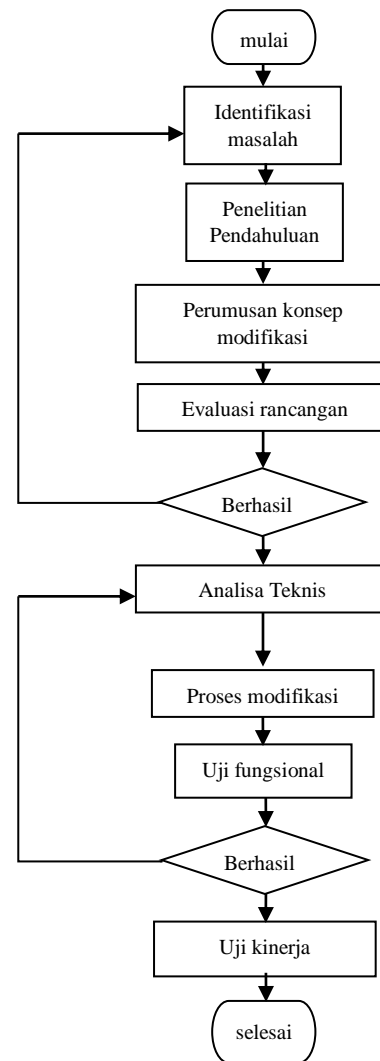 mulai
Identifikasi
masalah
Penelitian
Pendahuluan
Perumusan konsep
modifikasi
Evaluasi rancangan
Berhasil
Analisa Teknis
Proses modifikasi
Uji fungsional
Berhasil
Uji kinerja
selesai